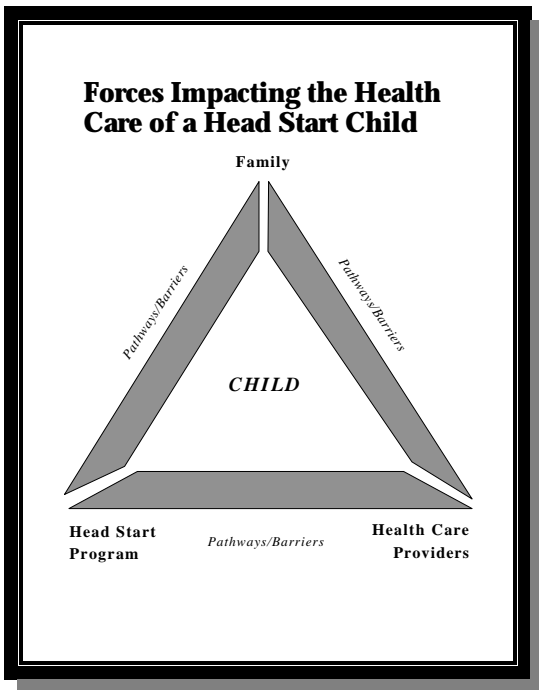 Forces Impacting the Health
Care of a Head Start Child
Family
Pathways/Barriers
Pathways/Barriers
CHILD
Head Start
Program
Pathways/Barriers
Health Care
Providers